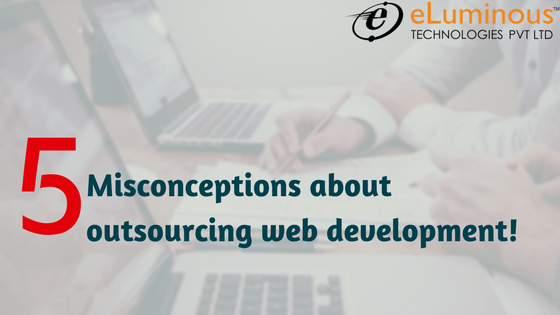 eLuminous™
TECHNOLOGIES PVT LTD
5
Misconceptions about
outsourcing web development!